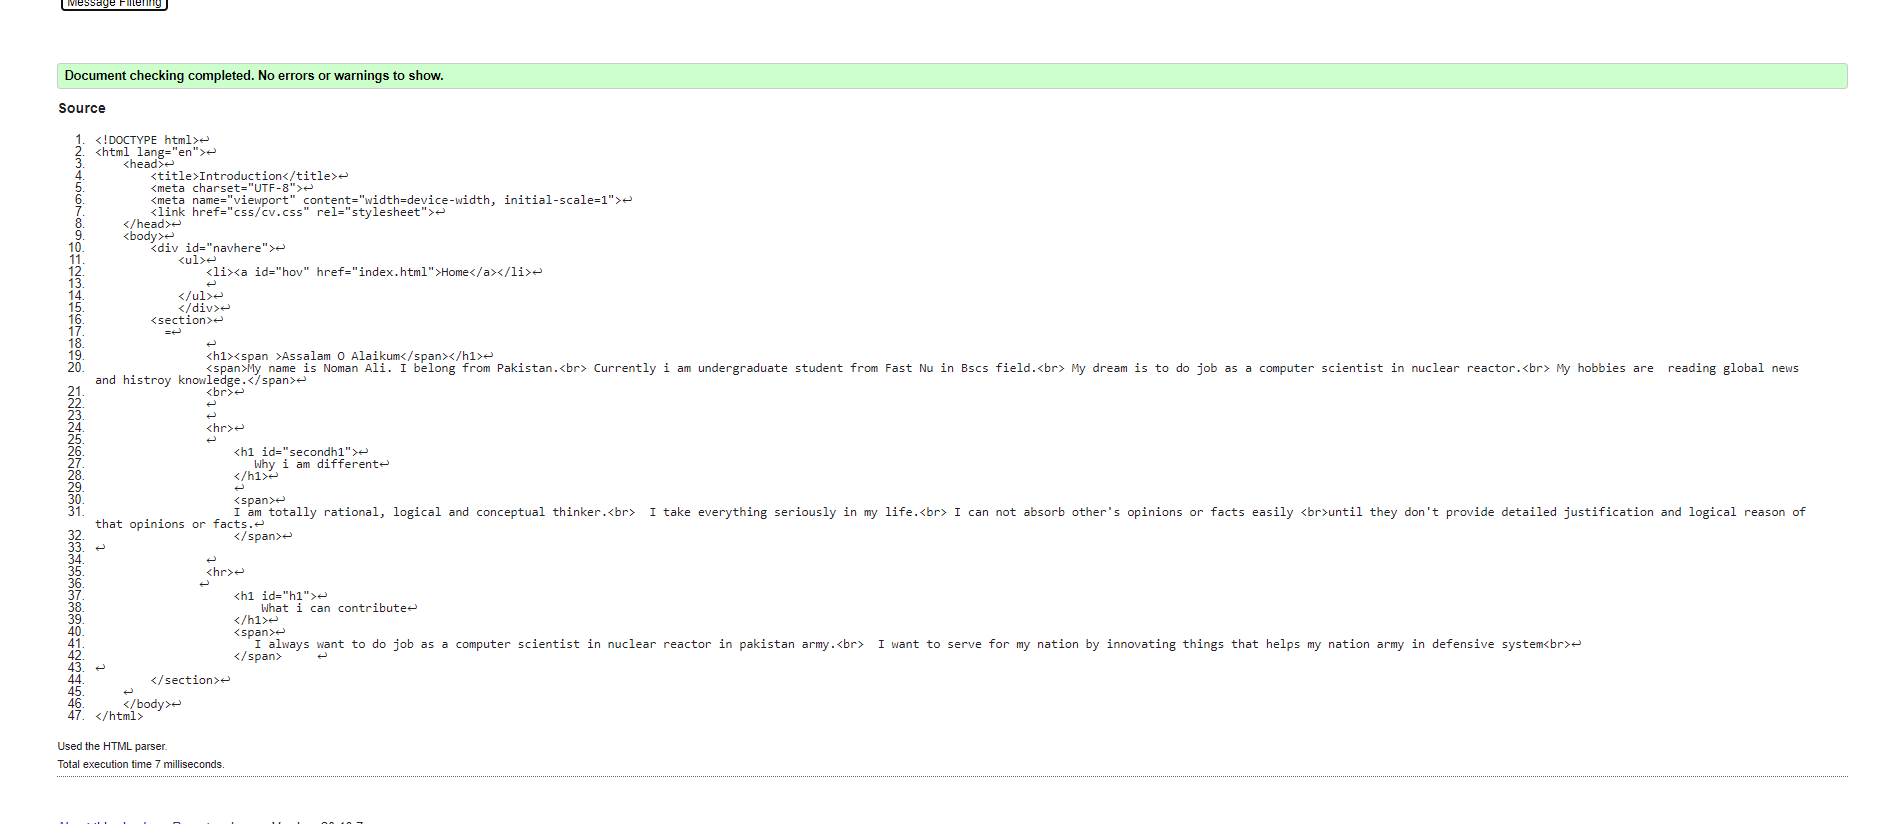 Message Filtering
Document checking completed. No errors or warnings to show.
Source
1. <!DOCTYPE html>↩
2. <html lang="en">↩
3.     <head>↩
4.         <title>Introduction</title>↩
5.         <meta charset="UTF-8">↩
6.         <meta name="viewport" content="width=device-width, initial-scale=1">↩
7.         <link href="css/cv.css" rel="stylesheet">↩
8.     </head>↩
9.     <body>↩
10.         <div id="navhere">↩
11.             <ul>↩
12.                 <li><a id="hov" href="index.html">Home</a></li>↩
13.                 ↩
14.             </ul>↩
15.             </div>↩
16.         <section>↩
17.           =↩
18.                 ↩
19.                 <h1><span >Assalam O Alaikum</span></h1>↩
20.                 <span>My name is Noman Ali. I belong from Pakistan.<br> Currently i am undergraduate student from Fast Nu in Bscs field.<br> My dream is to do job as a computer scientist in nuclear reactor.<br> My hobbies are  reading global news
and histroy knowledge.</span>↩
21.                 <br>↩
22.                 ↩
23.                 ↩
24.                 <hr>↩
25.                 ↩
26.                     <h1 id="secondh1">↩
27.                        Why i am different↩
28.                     </h1>↩
29.                     ↩
30.                     <span>↩
31.                     I am totally rational, logical and conceptual thinker.<br>  I take everything seriously in my life.<br> I can not absorb other's opinions or facts easily <br>until they don't provide detailed justification and logical reason of
that opinions or facts.↩
32.                     </span>↩
33. ↩
34.                 ↩
35.                 <hr>↩
36.                ↩
37.                     <h1 id="h1">↩
38.                         What i can contribute↩
39.                     </h1>↩
40.                     <span>↩
41.                        I always want to do job as a computer scientist in nuclear reactor in pakistan army.<br>  I want to serve for my nation by innovating things that helps my nation army in defensive system<br>↩
42.                     </span>     ↩
43. ↩
44.         </section>↩
45.     ↩
46.     </body>↩
47. </html>
Used the HTML parser.
Total execution time 7 milliseconds.